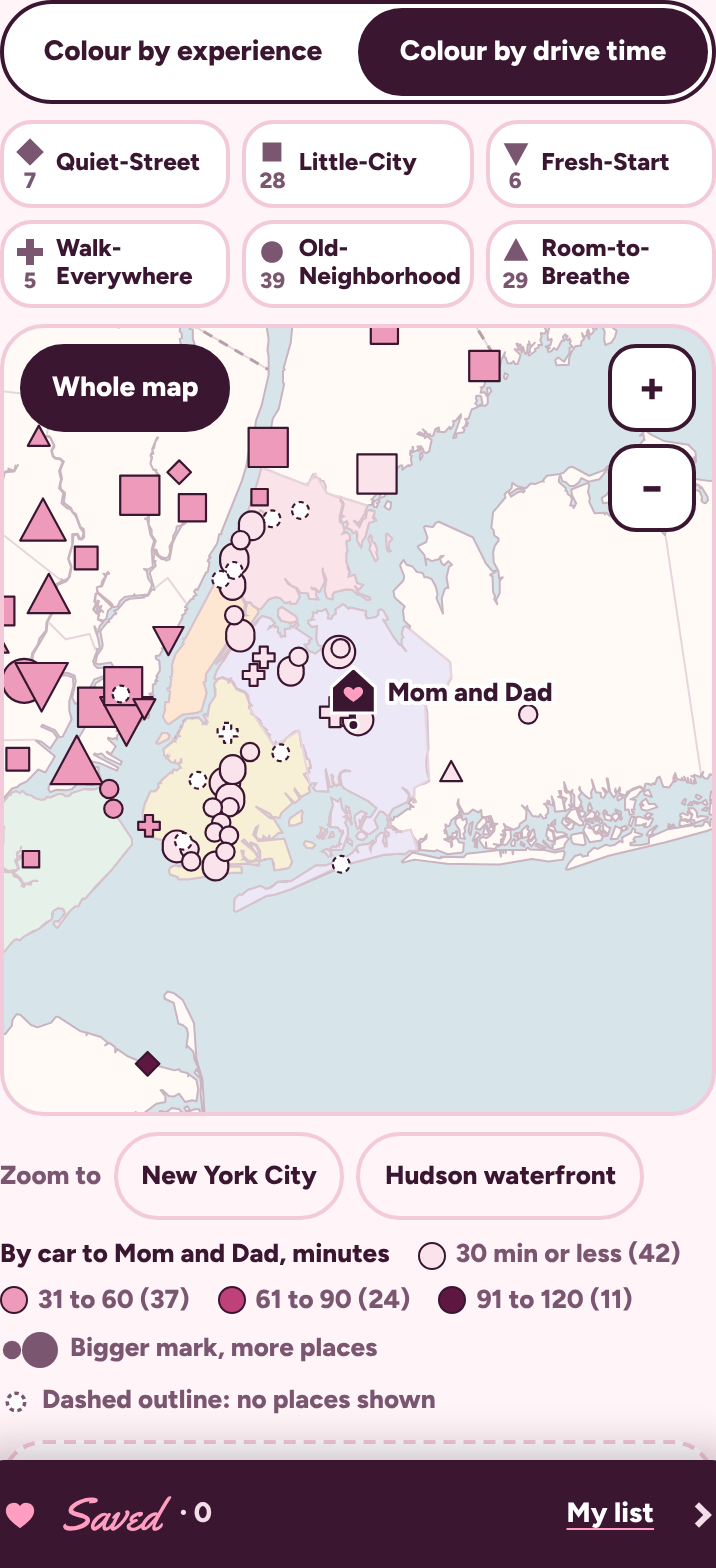 Colour by experience
Colour by drive time
7 Quiet-Street
28 Little-City
6 Fresh-Start
5 Walk-
Everywhere
39 Old-
Neighborhood
29 Room-to-
Breathe
Whole map
+
-
Mom and Dad
Zoom to
New York City
Hudson waterfront
By car to Mom and Dad, minutes 30 min or less (42)
31 to 60 (37) 61 to 90 (24) 91 to 120 (11)
Bigger mark, more places
Dashed outline: no places shown
Saved · 0
My list